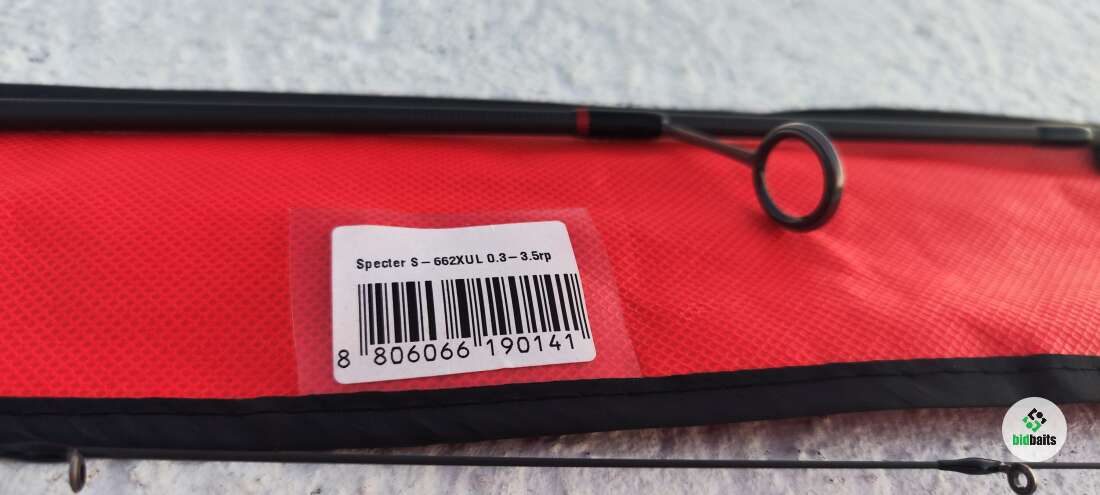 Specter S – 662XUL 0.3 – 3.5гр
8 806066 190141
bidbaits